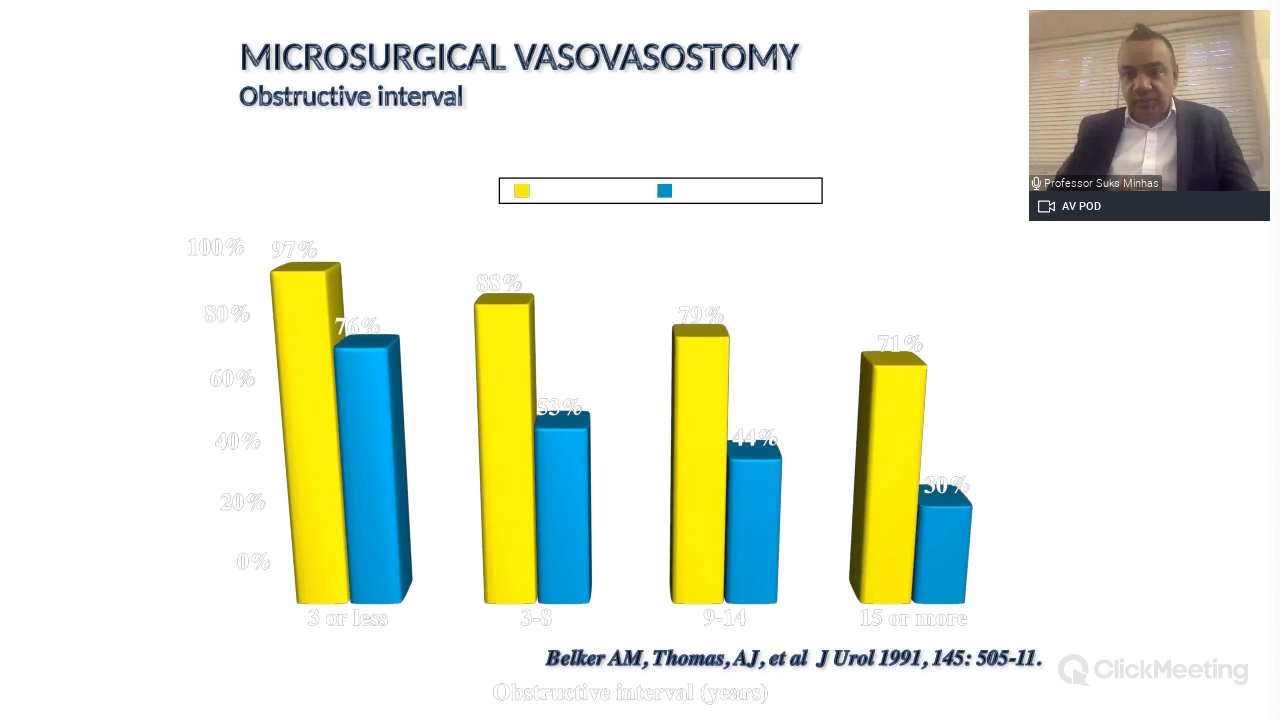 MICROSURGICAL VASOVASOSTOMY
Obstructive interval
Professor Suks Minhas
AV POD
100%
80%
60%
40%
20%
0%
97%
76%
88%
53%
79%
44%
71%
30%
3 or less
3-8
9-14
15 or more
Belker AM, Thomas, AJ, et al J Urol 1991, 145: 505-11.
Obstructive interval (years)
ClickMeeting